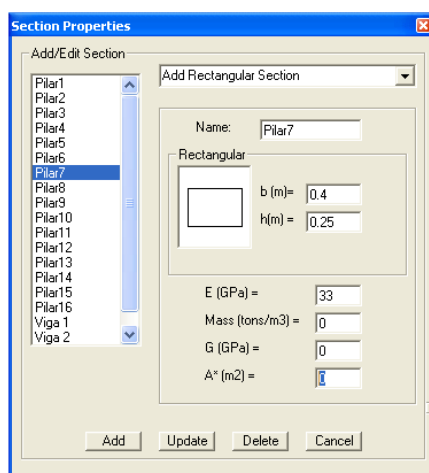 Section Properties
Add/Edit Section
Pilar1
Pilar2
Pilar3
Pilar4
Pilar5
Pilar6
Pilar7
Pilar8
Pilar9
Pilar10
Pilar11
Pilar12
Pilar13
Pilar14
Pilar15
Pilar16
Viga 1
Viga 2
Add Rectangular Section
Name: Pilar7
Rectangular
b (m)= 0.4
h(m) = 0.25
E (GPa) = 33
Mass (tons/m3) = 0
G (GPa) = 0
A* (m2) = 0
Add Update Delete Cancel